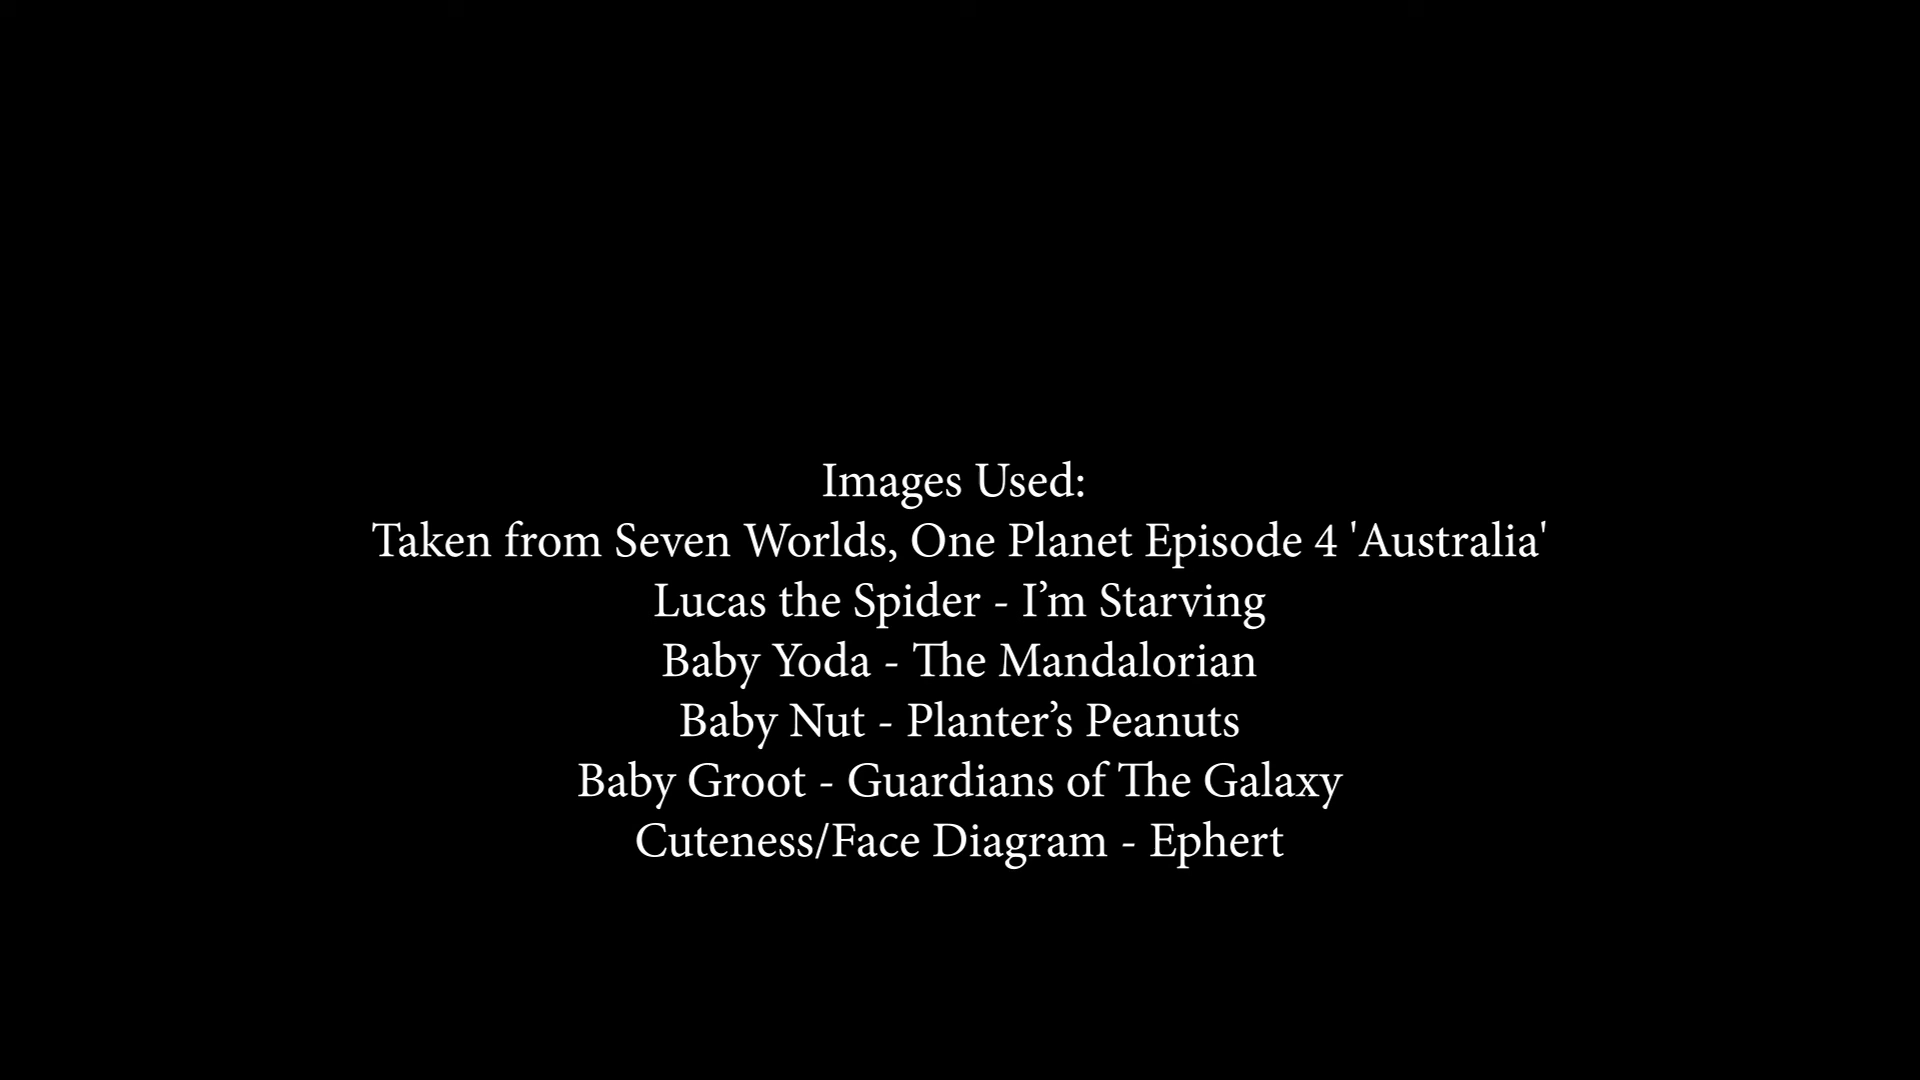 Images Used:
Taken from Seven Worlds, One Planet Episode 4 'Australia'
Lucas the Spider - I’m Starving
Baby Yoda - The Mandalorian
Baby Nut - Planter’s Peanuts
Baby Groot - Guardians of The Galaxy
Cuteness/Face Diagram - Ephert